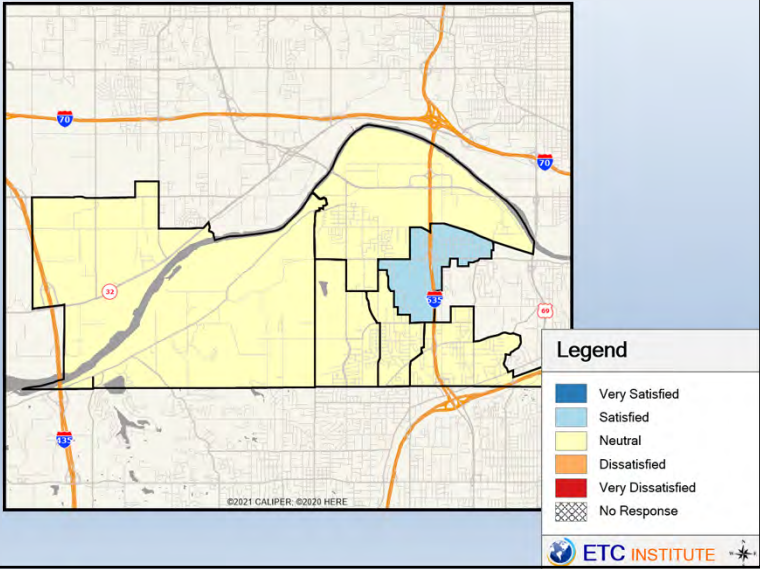 70
70
32
635
69
Legend
Very Satisfied
Satisfied
Neutral
Dissatisfied
Very Dissatisfied
No Response
435
©2021 CALIPER; ©2020 HERE
ETC INSTITUTE